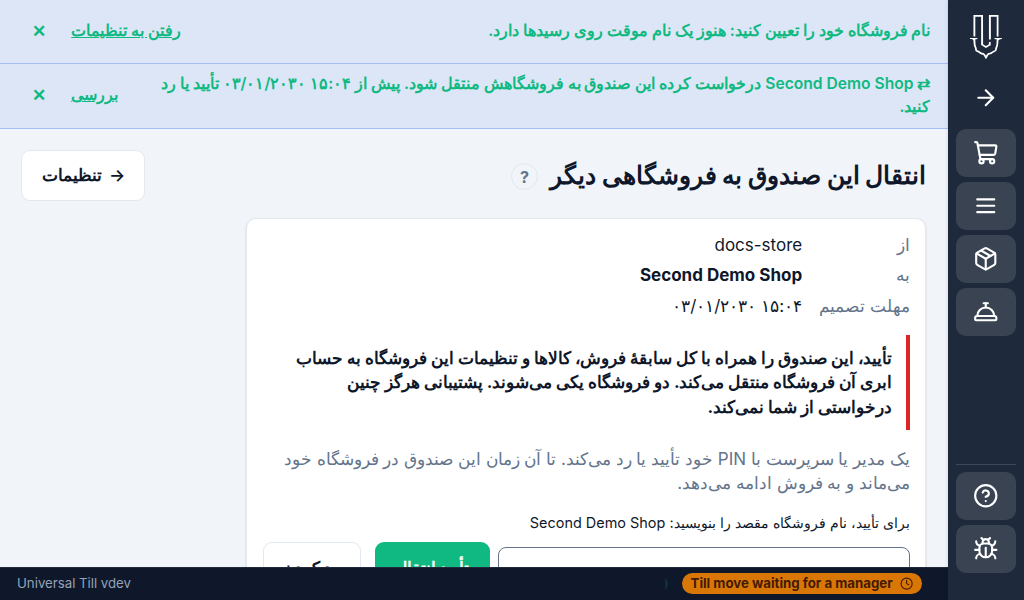 نام فروشگاه خود را تعیین کنید: هنوز یک نام موقت روی رسیدها دارد.
رفتن به تنظیمات ✕
⇄ Second Demo Shop درخواست کرده این صندوق به فروشگاهش منتقل شود. پیش از ۱۵:۰۴ ۰۳/۰۱/۲۰۳۰ تأیید یا رد
کنید.
بررسی ✕
انتقال این صندوق به فروشگاهی دیگر ?
→ تنظیمات
از docs-store
به Second Demo Shop
مهلت تصمیم ۱۵:۰۴ ۰۳/۰۱/۲۰۳۰
تأیید، این صندوق را همراه با کل سابقهٔ فروش، کالاها و تنظیمات این فروشگاه به حساب
ابری آن فروشگاه منتقل می‌کند. دو فروشگاه یکی می‌شوند. پشتیبانی هرگز چنین
درخواستی از شما نمی‌کند.
یک مدیر یا سرپرست با PIN خود تأیید یا رد می‌کند. تا آن زمان این صندوق در فروشگاه خود
می‌ماند و به فروش ادامه می‌دهد.
برای تأیید، نام فروشگاه مقصد را بنویسید: Second Demo Shop
Till move waiting for a manager
Universal Till vdev